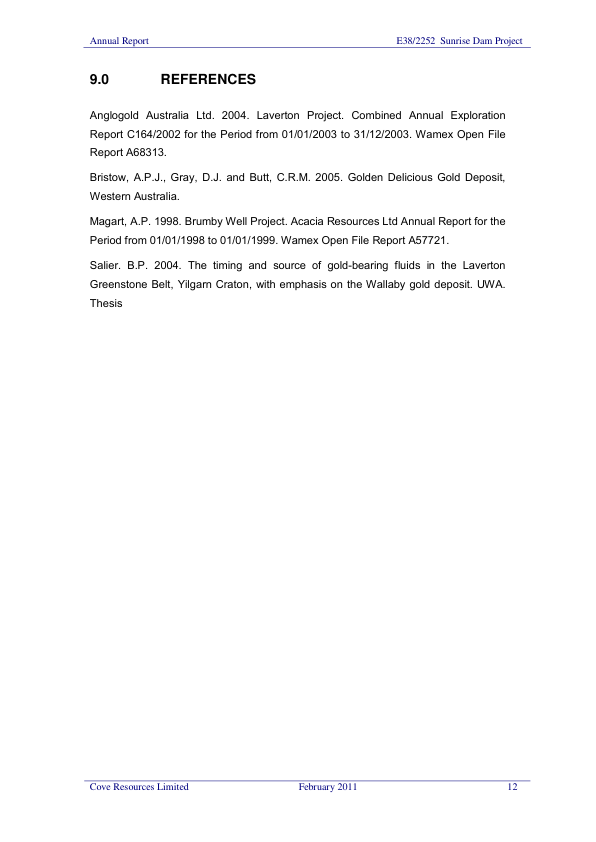 Annual Report E38/2252 Sunrise Dam Project
9.0 REFERENCES
Anglogold Australia Ltd. 2004. Laverton Project. Combined Annual Exploration
Report C164/2002 for the Period from 01/01/2003 to 31/12/2003. Wamex Open File
Report A68313.
Bristow, A.P.J., Gray, D.J. and Butt, C.R.M. 2005. Golden Delicious Gold Deposit,
Western Australia.
Magart, A.P. 1998. Brumby Well Project. Acacia Resources Ltd Annual Report for the
Period from 01/01/1998 to 01/01/1999. Wamex Open File Report A57721.
Salier. B.P. 2004. The timing and source of gold-bearing fluids in the Laverton
Greenstone Belt, Yilgarn Craton, with emphasis on the Wallaby gold deposit. UWA.
Thesis
Cove Resources Limited February 2011 12